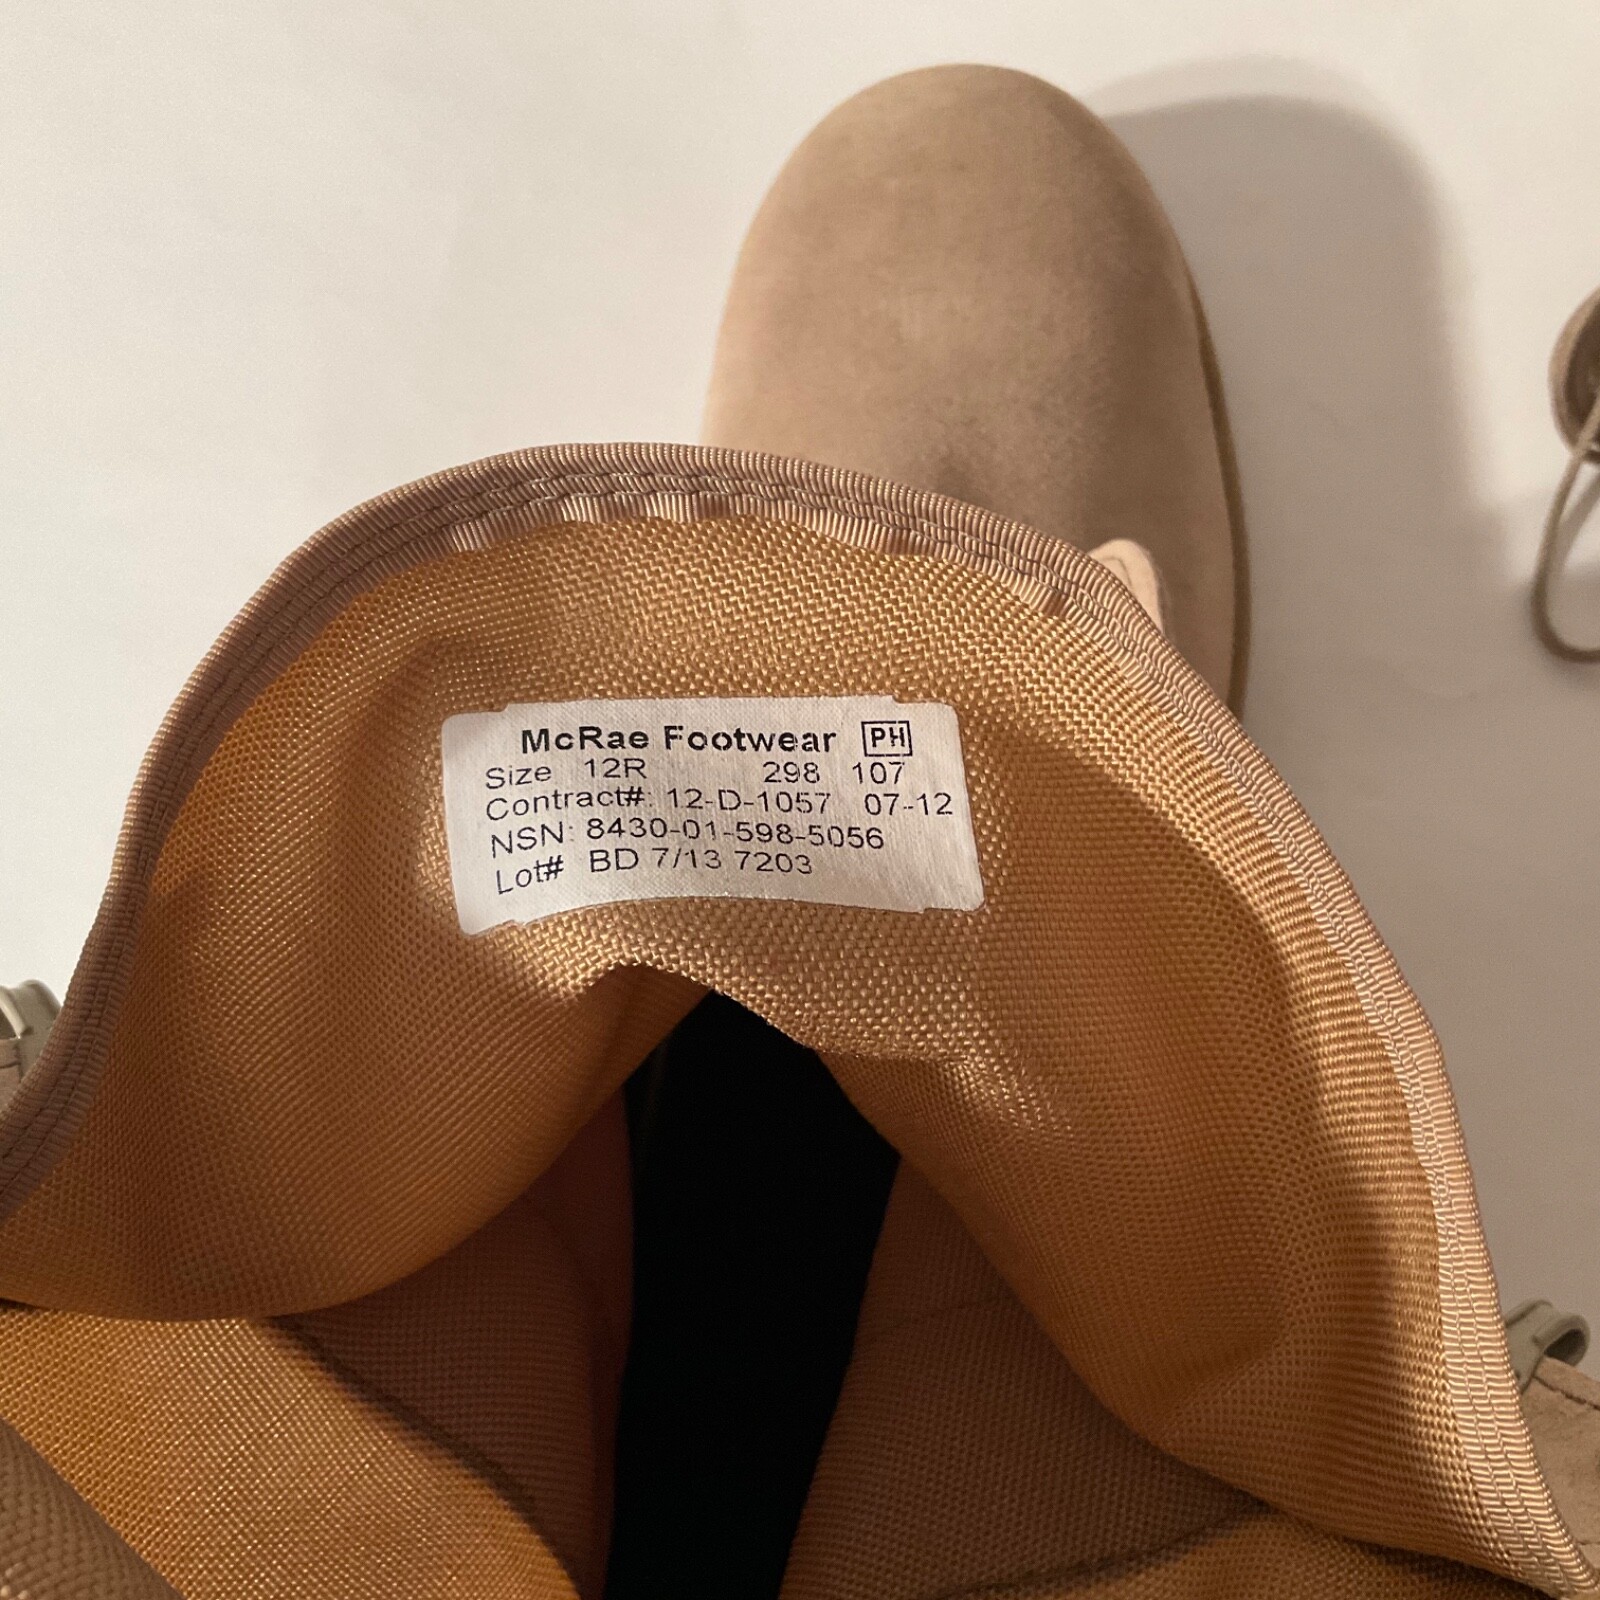 McRae Footwear PH
Size 12R 298 107
Contract#: 12-D-1057 07-12
NSN: 8430-01-598-5056
Lot# BD 7/13 7203